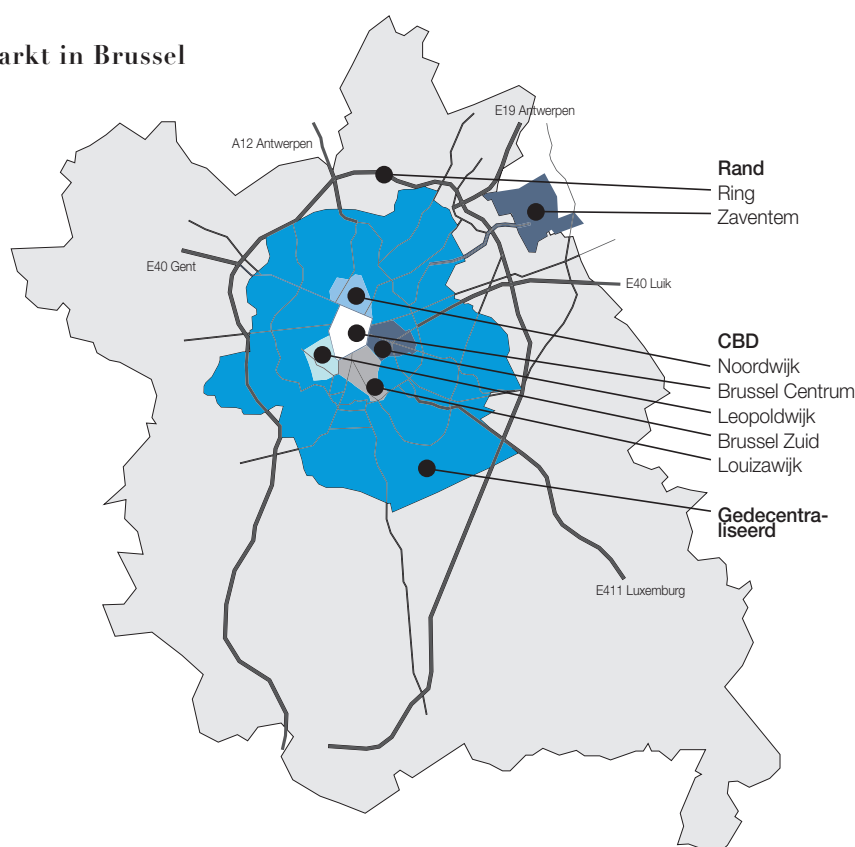 arkt in Brussel
E19 Antwerpen
A12 Antwerpen
Rand
Ring
Zaventem
E40 Gent
E40 Luik
CBD
Noordwijk
Brussel Centrum
Leopoldwijk
Brussel Zuid
Louizawijk
Gedecentra-
liseerd
E411 Luxemburg